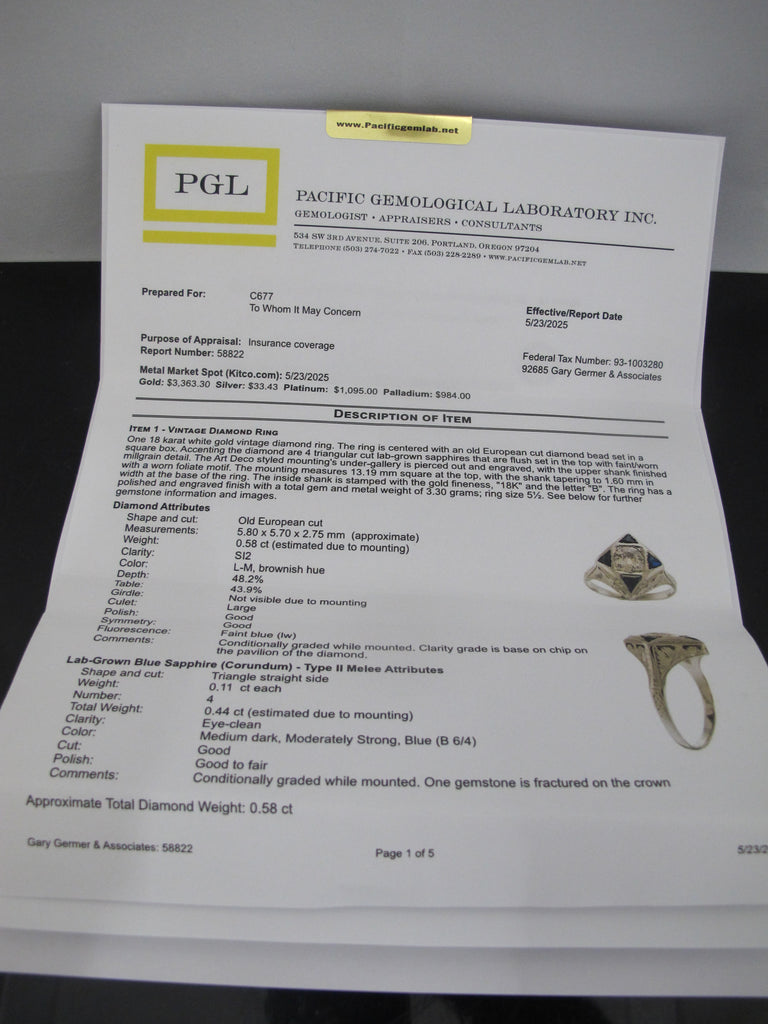 www.Pacificgemlab.net
PGL
PACIFIC GEMOLOGICAL LABORATORY INC.
GEMOLOGIST • APPRAISERS • CONSULTANTS
534 SW 3RD AVENUE, SUITE 206, PORTLAND, OREGON 97204
TELEPHONE (503) 274-7022 • FAX (503) 228-2289 • WWW.PACIFICGEMLAB.NET
Prepared For: C677
To Whom It May Concern
Effective/Report Date
5/23/2025
Purpose of Appraisal: Insurance coverage
Report Number: 58822
Federal Tax Number: 93-1003280
92685 Gary Germer & Associates
Metal Market Spot (Kitco.com): 5/23/2025
Gold: $3,363.30 Silver: $33.43 Platinum: $1,095.00 Palladium: $984.00
DESCRIPTION OF ITEM
ITEM 1 - VINTAGE DIAMOND RING
One 18 karat white gold vintage diamond ring. The ring is centered with an old European cut diamond bead set in a
square box. Accenting the diamond are 4 triangular cut lab-grown sapphires that are flush set in the top with faint/worn
millgrain detail. The Art Deco styled mounting's under-gallery is pierced out and engraved, with the upper shank finished
with a worn foliate motif. The mounting measures 13.19 mm square at the top, with the shank tapering to 1.60 mm in
width at the base of the ring. The inside shank is stamped with the gold fineness, "18K" and the letter "B". The ring has a
polished and engraved finish with a total gem and metal weight of 3.30 grams; ring size 5½. See below for further
gemstone information and images.
Diamond Attributes
Shape and cut: Old European cut
Measurements: 5.80 x 5.70 x 2.75 mm (approximate)
Weight: 0.58 ct (estimated due to mounting)
Clarity: SI2
Color: L-M, brownish hue
Depth: 48.2%
Table: 43.9%
Girdle: Not visible due to mounting
Culet: Large
Polish: Good
Symmetry: Good
Fluorescence: Faint blue (lw)
Comments: Conditionally graded while mounted. Clarity grade is base on chip on
the pavilion of the diamond.
Lab-Grown Blue Sapphire (Corundum) - Type II Melee Attributes
Shape and cut: Triangle straight side
Weight: 0.11 ct each
Number: 4
Total Weight: 0.44 ct (estimated due to mounting)
Clarity: Eye-clean
Color: Medium dark, Moderately Strong, Blue (B 6/4)
Cut: Good
Polish: Good to fair
Comments: Conditionally graded while mounted. One gemstone is fractured on the crown
Approximate Total Diamond Weight: 0.58 ct
Gary Germer & Associates: 58822
Page 1 of 5
5/23/2